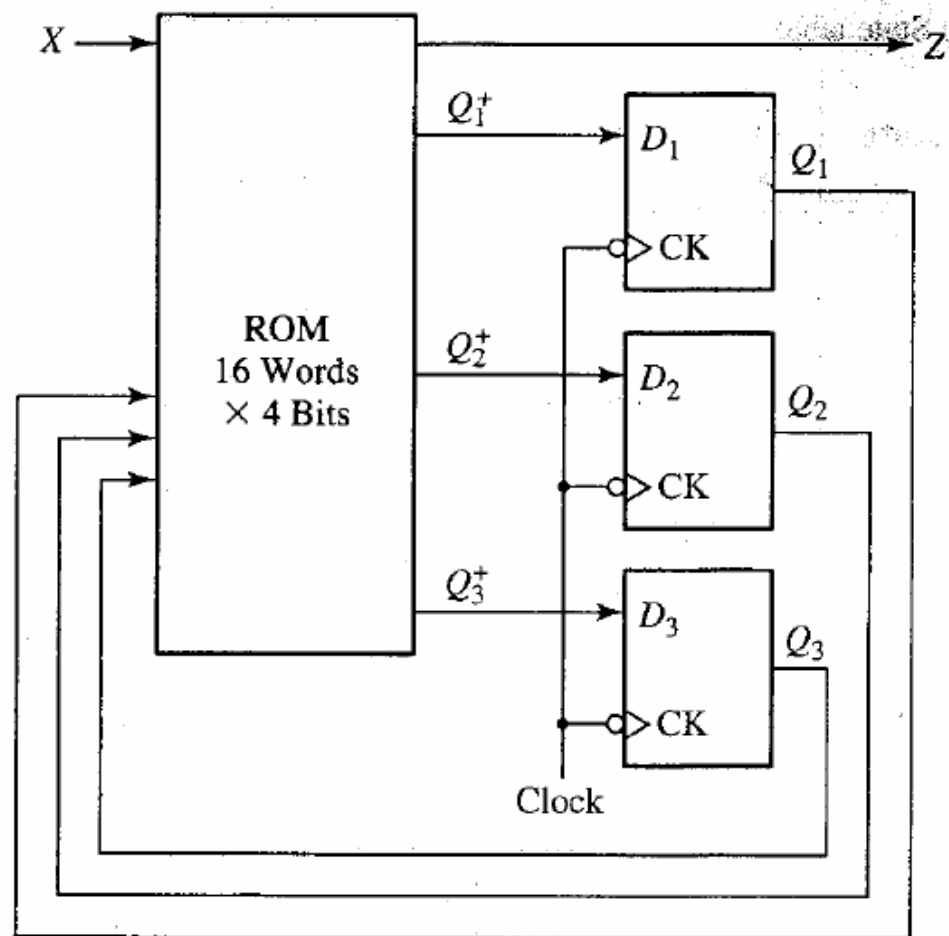 X
Z
Q₁⁺
D₁
Q₁
CK
ROM
16 Words
× 4 Bits
Q₂⁺
D₂
Q₂
CK
Q₃⁺
D₃
Q₃
CK
Clock